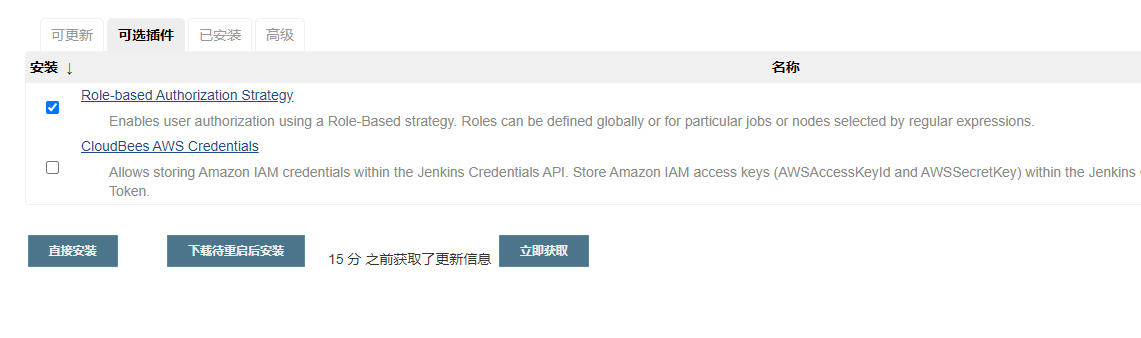 可更新 可选插件 已安装 高级
安装 ↓ 名称
Role-based Authorization Strategy
Enables user authorization using a Role-Based strategy. Roles can be defined globally or for particular jobs or nodes selected by regular expressions.
CloudBees AWS Credentials
Allows storing Amazon IAM credentials within the Jenkins Credentials API. Store Amazon IAM access keys (AWSAccessKeyId and AWSSecretKey) within the Jenkins
Token.
直接安装 下载待重启后安装 15 分 之前获取了更新信息 立即获取